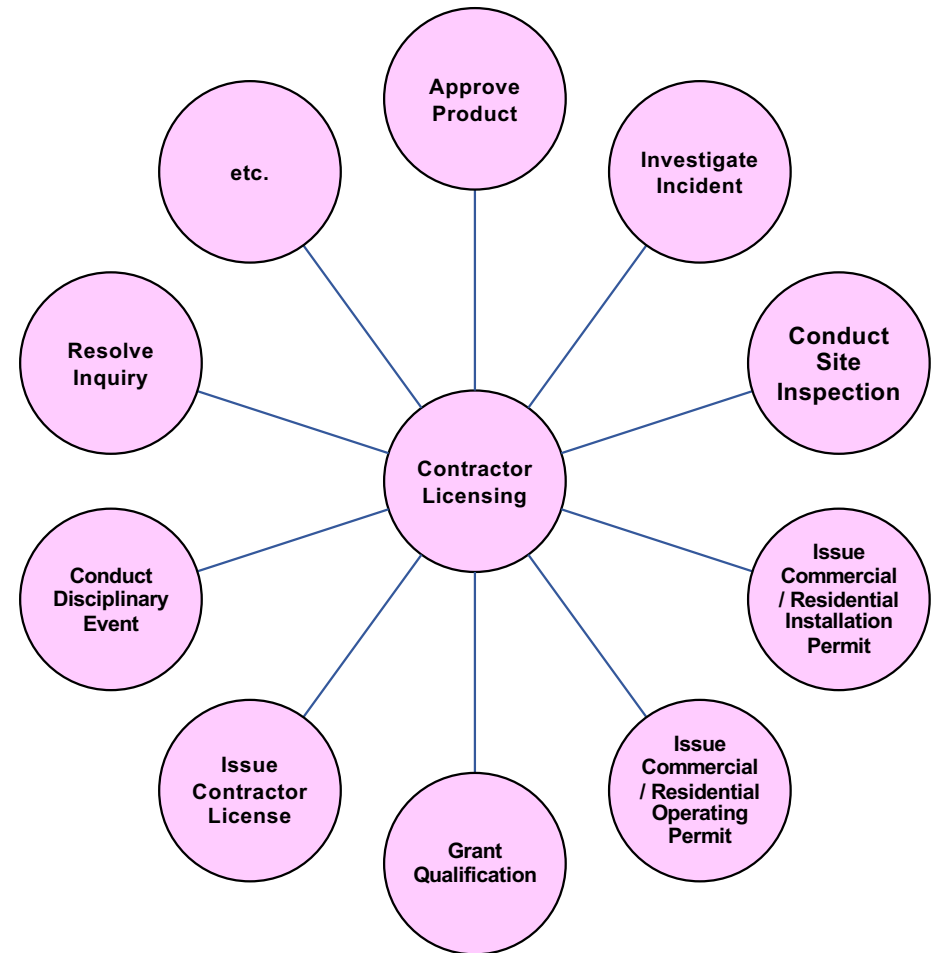 Approve
Product
Investigate
Incident
Conduct
Site
Inspection
Issue
Commercial
/ Residential
Installation
Permit
Issue
Commercial
/ Residential
Operating
Permit
Grant
Qualification
Issue
Contractor
License
Conduct
Disciplinary
Event
Resolve
Inquiry
etc.
Contractor
Licensing